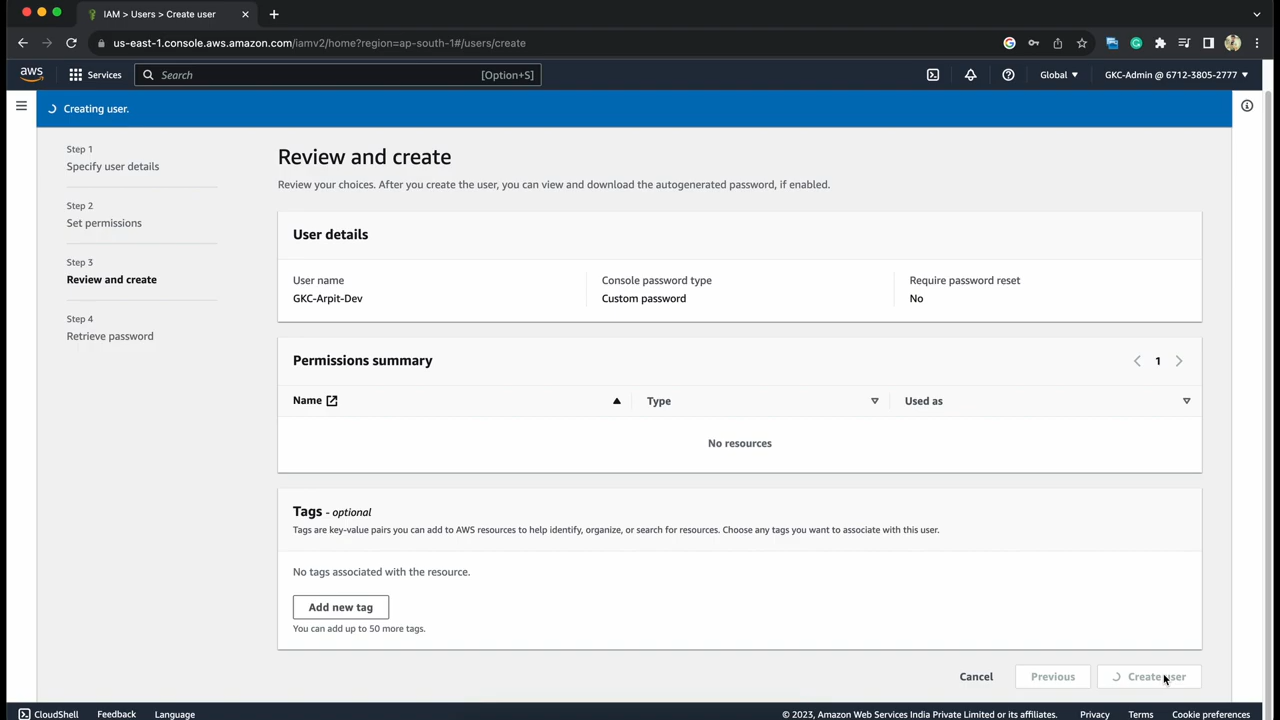 IAM > Users > Create user
us-east-1.console.aws.amazon.com/iamv2/home?region=ap-south-1#/users/create
aws Services Search [Option+S] Global GKC-Admin @ 6712-3805-2777
Creating user.
Step 1
Specify user details
Step 2
Set permissions
Step 3
Review and create
Step 4
Retrieve password
Review and create
Review your choices. After you create the user, you can view and download the autogenerated password, if enabled.
User details
User name Console password type Require password reset
GKC-Arpit-Dev Custom password No
Permissions summary 1
Name Type Used as
No resources
Tags - optional
Tags are key-value pairs you can add to AWS resources to help identify, organize, or search for resources. Choose any tags you want to associate with this user.
No tags associated with the resource.
Add new tag
You can add up to 50 more tags.
Cancel Previous Create user
CloudShell Feedback Language © 2023, Amazon Web Services India Private Limited or its affiliates. Privacy Terms Cookie preferences